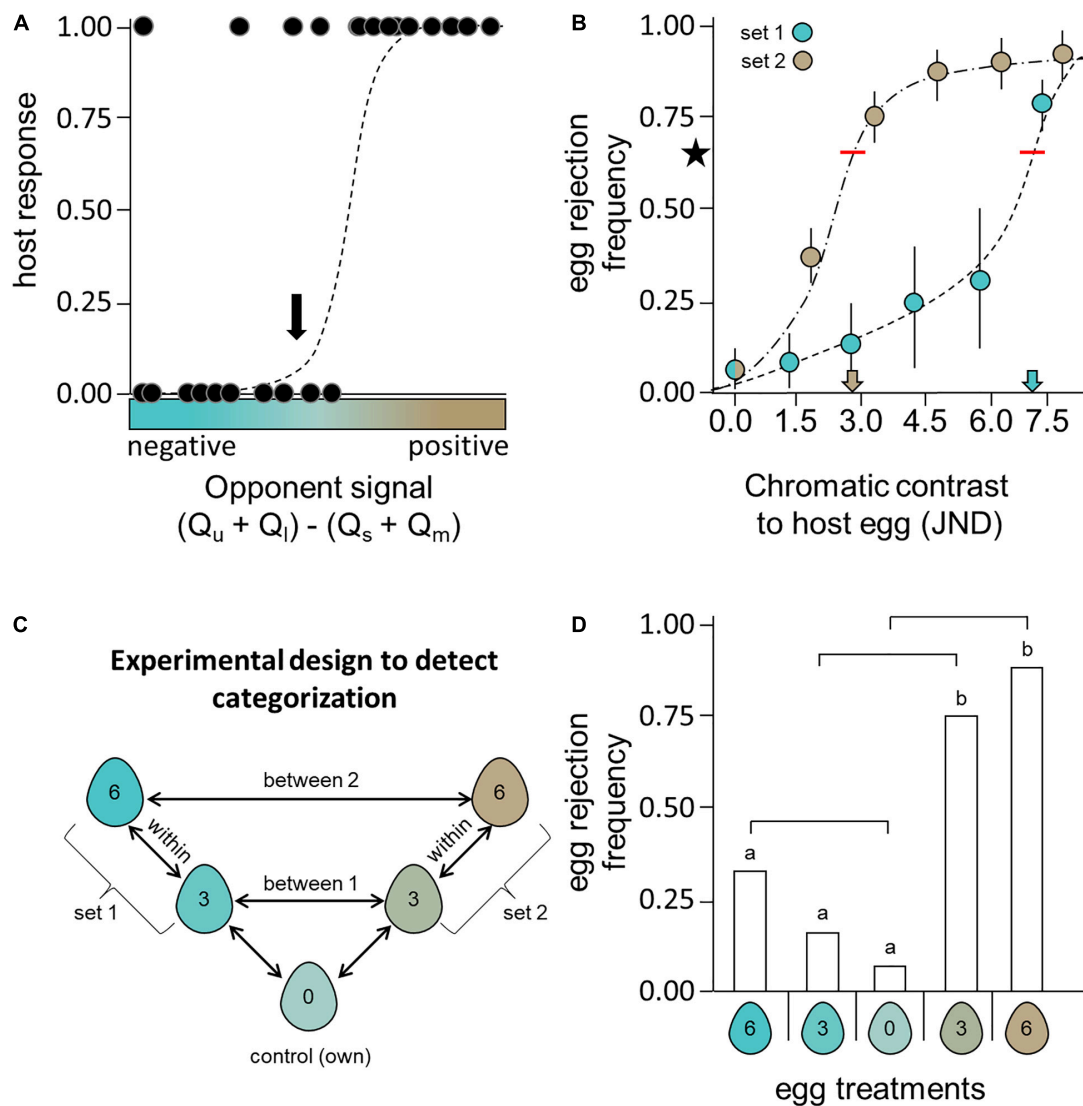 A
1.00
0.75
0.50
0.25
0.00
host response
negative positive
Opponent signal
(Qu + Ql) - (Qs + Qm)
B
set 1
set 2
1.00
0.75
0.50
0.25
0.00
egg rejection
frequency
0.0 1.5 3.0 4.5 6.0 7.5
Chromatic contrast
to host egg (JND)
C
Experimental design to detect
categorization
6 between 2 6
within within
set 1 3 between 1 3 set 2
0
control (own)
D
1.00
0.75
0.50
0.25
0.00
egg rejection
frequency
a a a b b
6 3 0 3 6
egg treatments